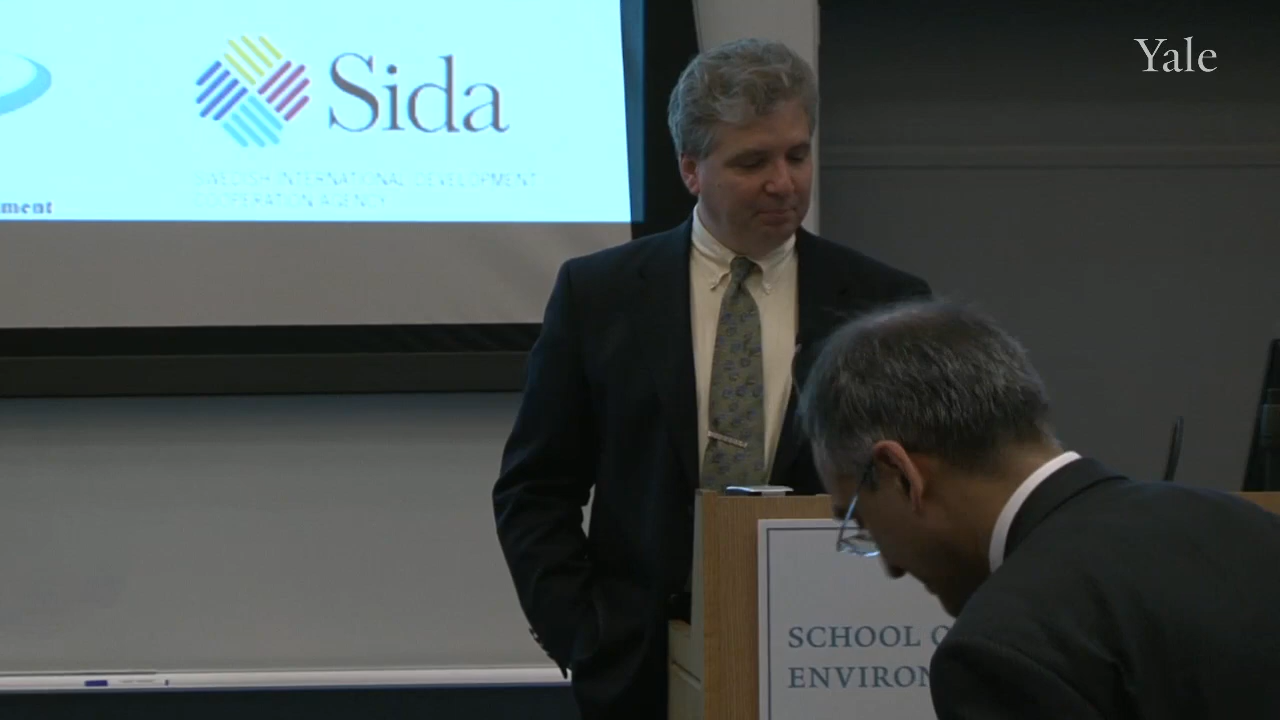 Yale
Sida
SWEDISH INTERNATIONAL DEVELOPMENT
COOPERATION AGENCY
ment
SCHOOL O
ENVIRON